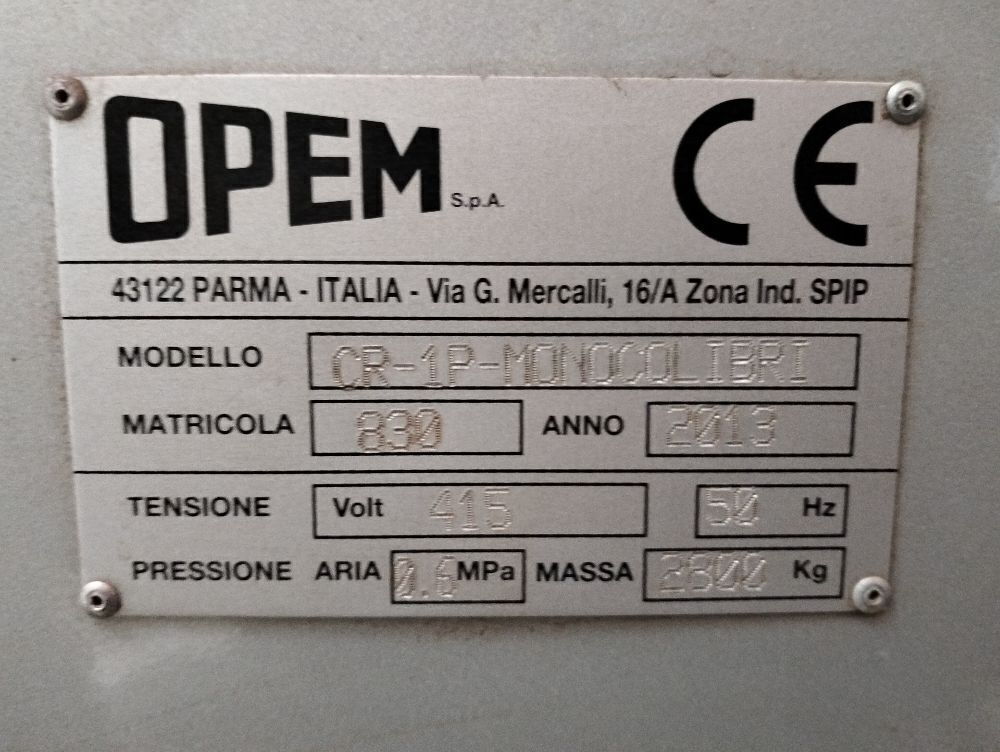 OPEM S.p.A. CE
43122 PARMA - ITALIA - Via G. Mercalli, 16/A Zona Ind. SPIP
MODELLO CR-1P-MONOCOLIBRI
MATRICOLA 830 ANNO 2013
TENSIONE Volt 415 50 Hz
PRESSIONE ARIA 0.6 MPa MASSA 2800 Kg